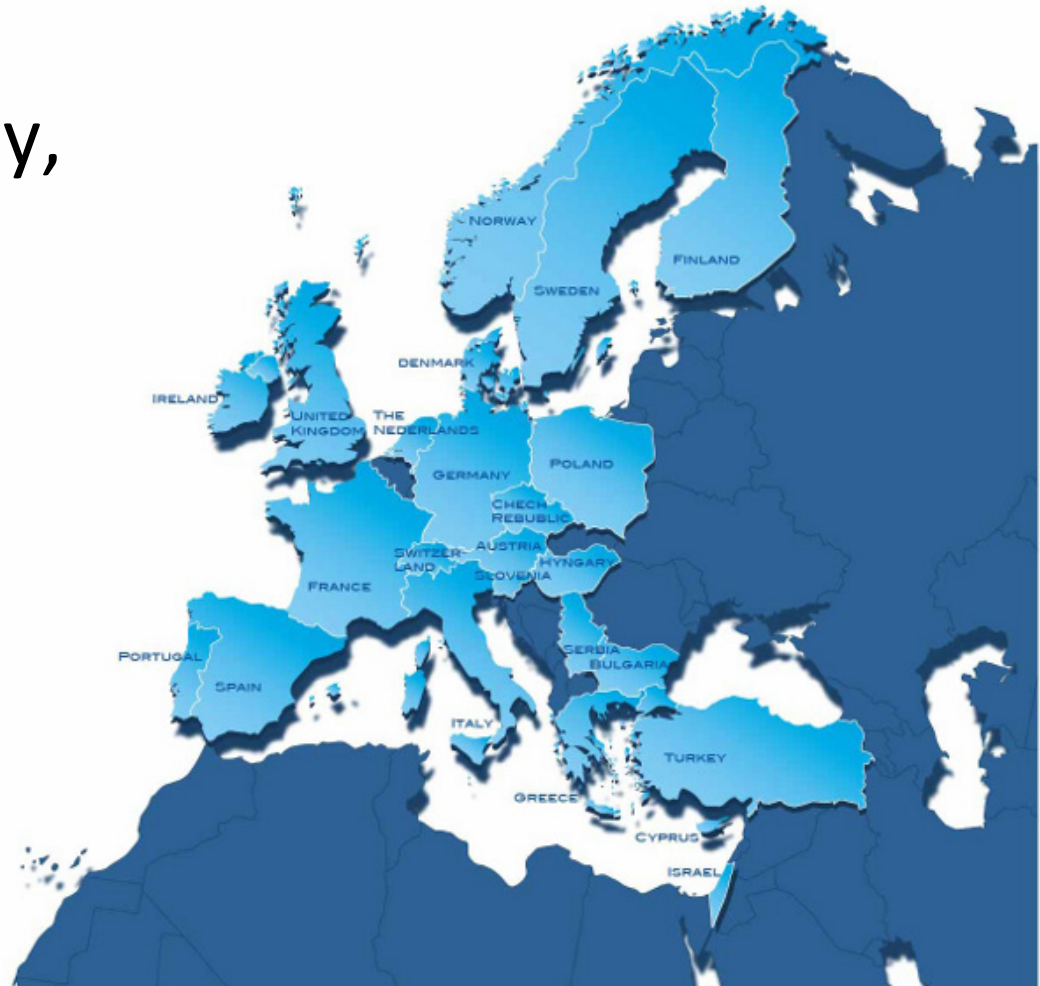 y,
NORWAY
FINLAND
SWEDEN
DENMARK
IRELAND
UNITED
KINGDOM
THE
NEDERLANDS
GERMANY
POLAND
CHECH
REBUBLIC
AUSTRIA
SWITZER-
LAND
HYNGARY
SLOVENIA
FRANCE
SERBIA
BULGARIA
PORTUGAL
SPAIN
ITALY
TURKEY
GREECE
CYPRUS
ISRAEL